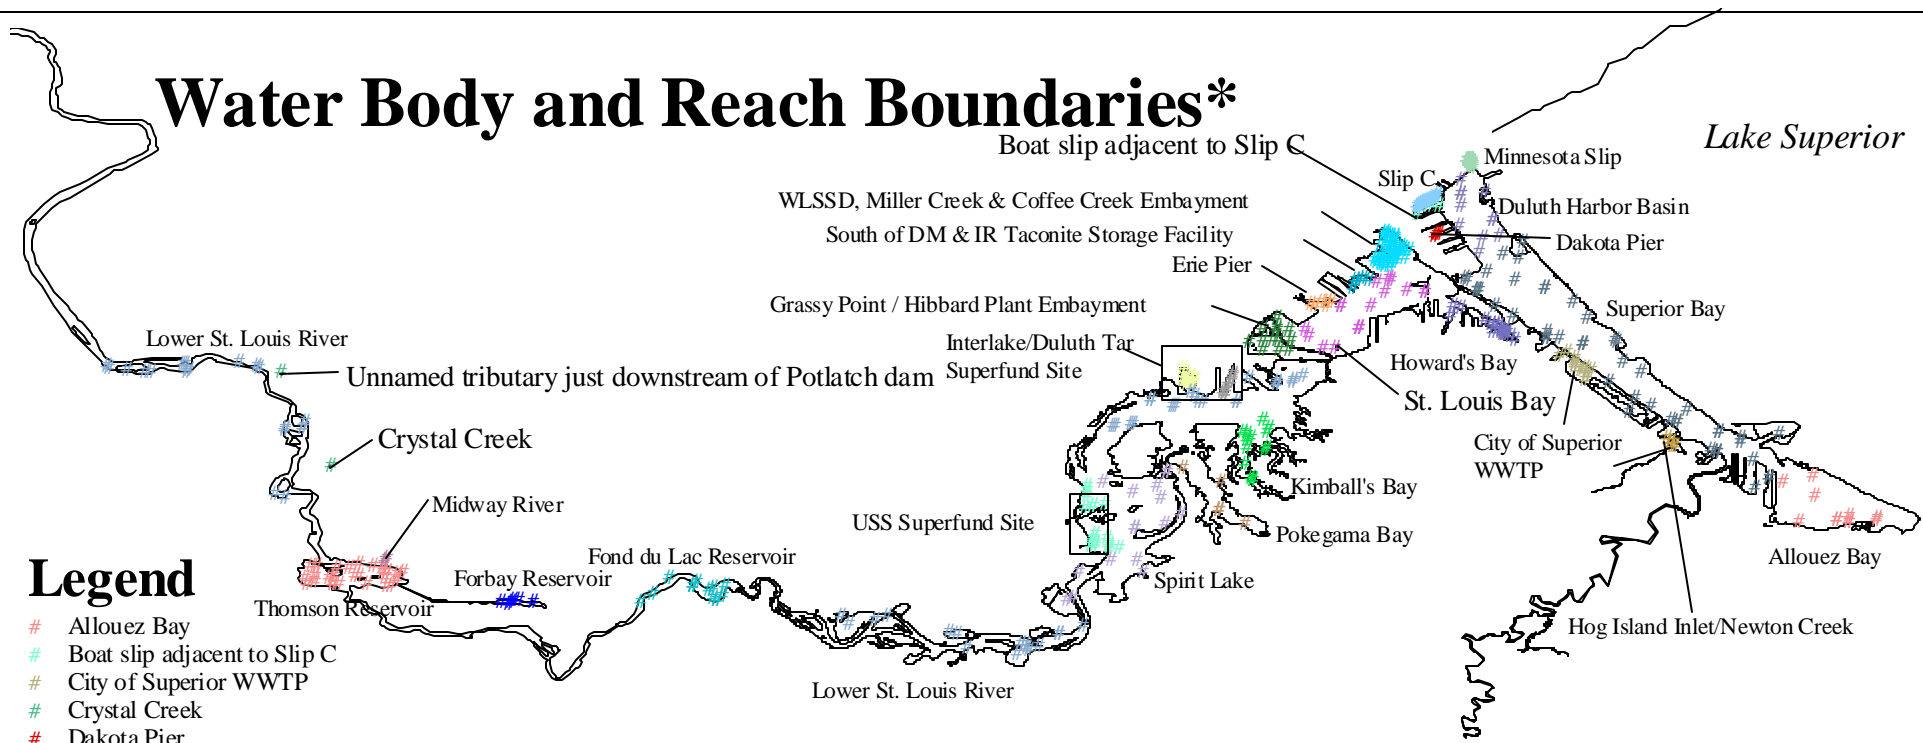 Water Body and Reach Boundaries*
Lake Superior
Boat slip adjacent to Slip C
Minnesota Slip
Slip C
WLSSD, Miller Creek & Coffee Creek Embayment
Duluth Harbor Basin
South of DM & IR Taconite Storage Facility
Dakota Pier
Erie Pier
Grassy Point / Hibbard Plant Embayment
Superior Bay
Lower St. Louis River
Interlake/Duluth Tar
Superfund Site
Howard's Bay
Unnamed tributary just downstream of Potlatch dam
St. Louis Bay
Crystal Creek
City of Superior
WWTP
Kimball's Bay
Midway River
USS Superfund Site
Pokegama Bay
Fond du Lac Reservoir
Allouez Bay
Forbay Reservoir
Spirit Lake
Thomson Reservoir
Hog Island Inlet/Newton Creek
Lower St. Louis River
Legend
# Allouez Bay
# Boat slip adjacent to Slip C
# City of Superior WWTP
# Crystal Creek
# Dakota Pier